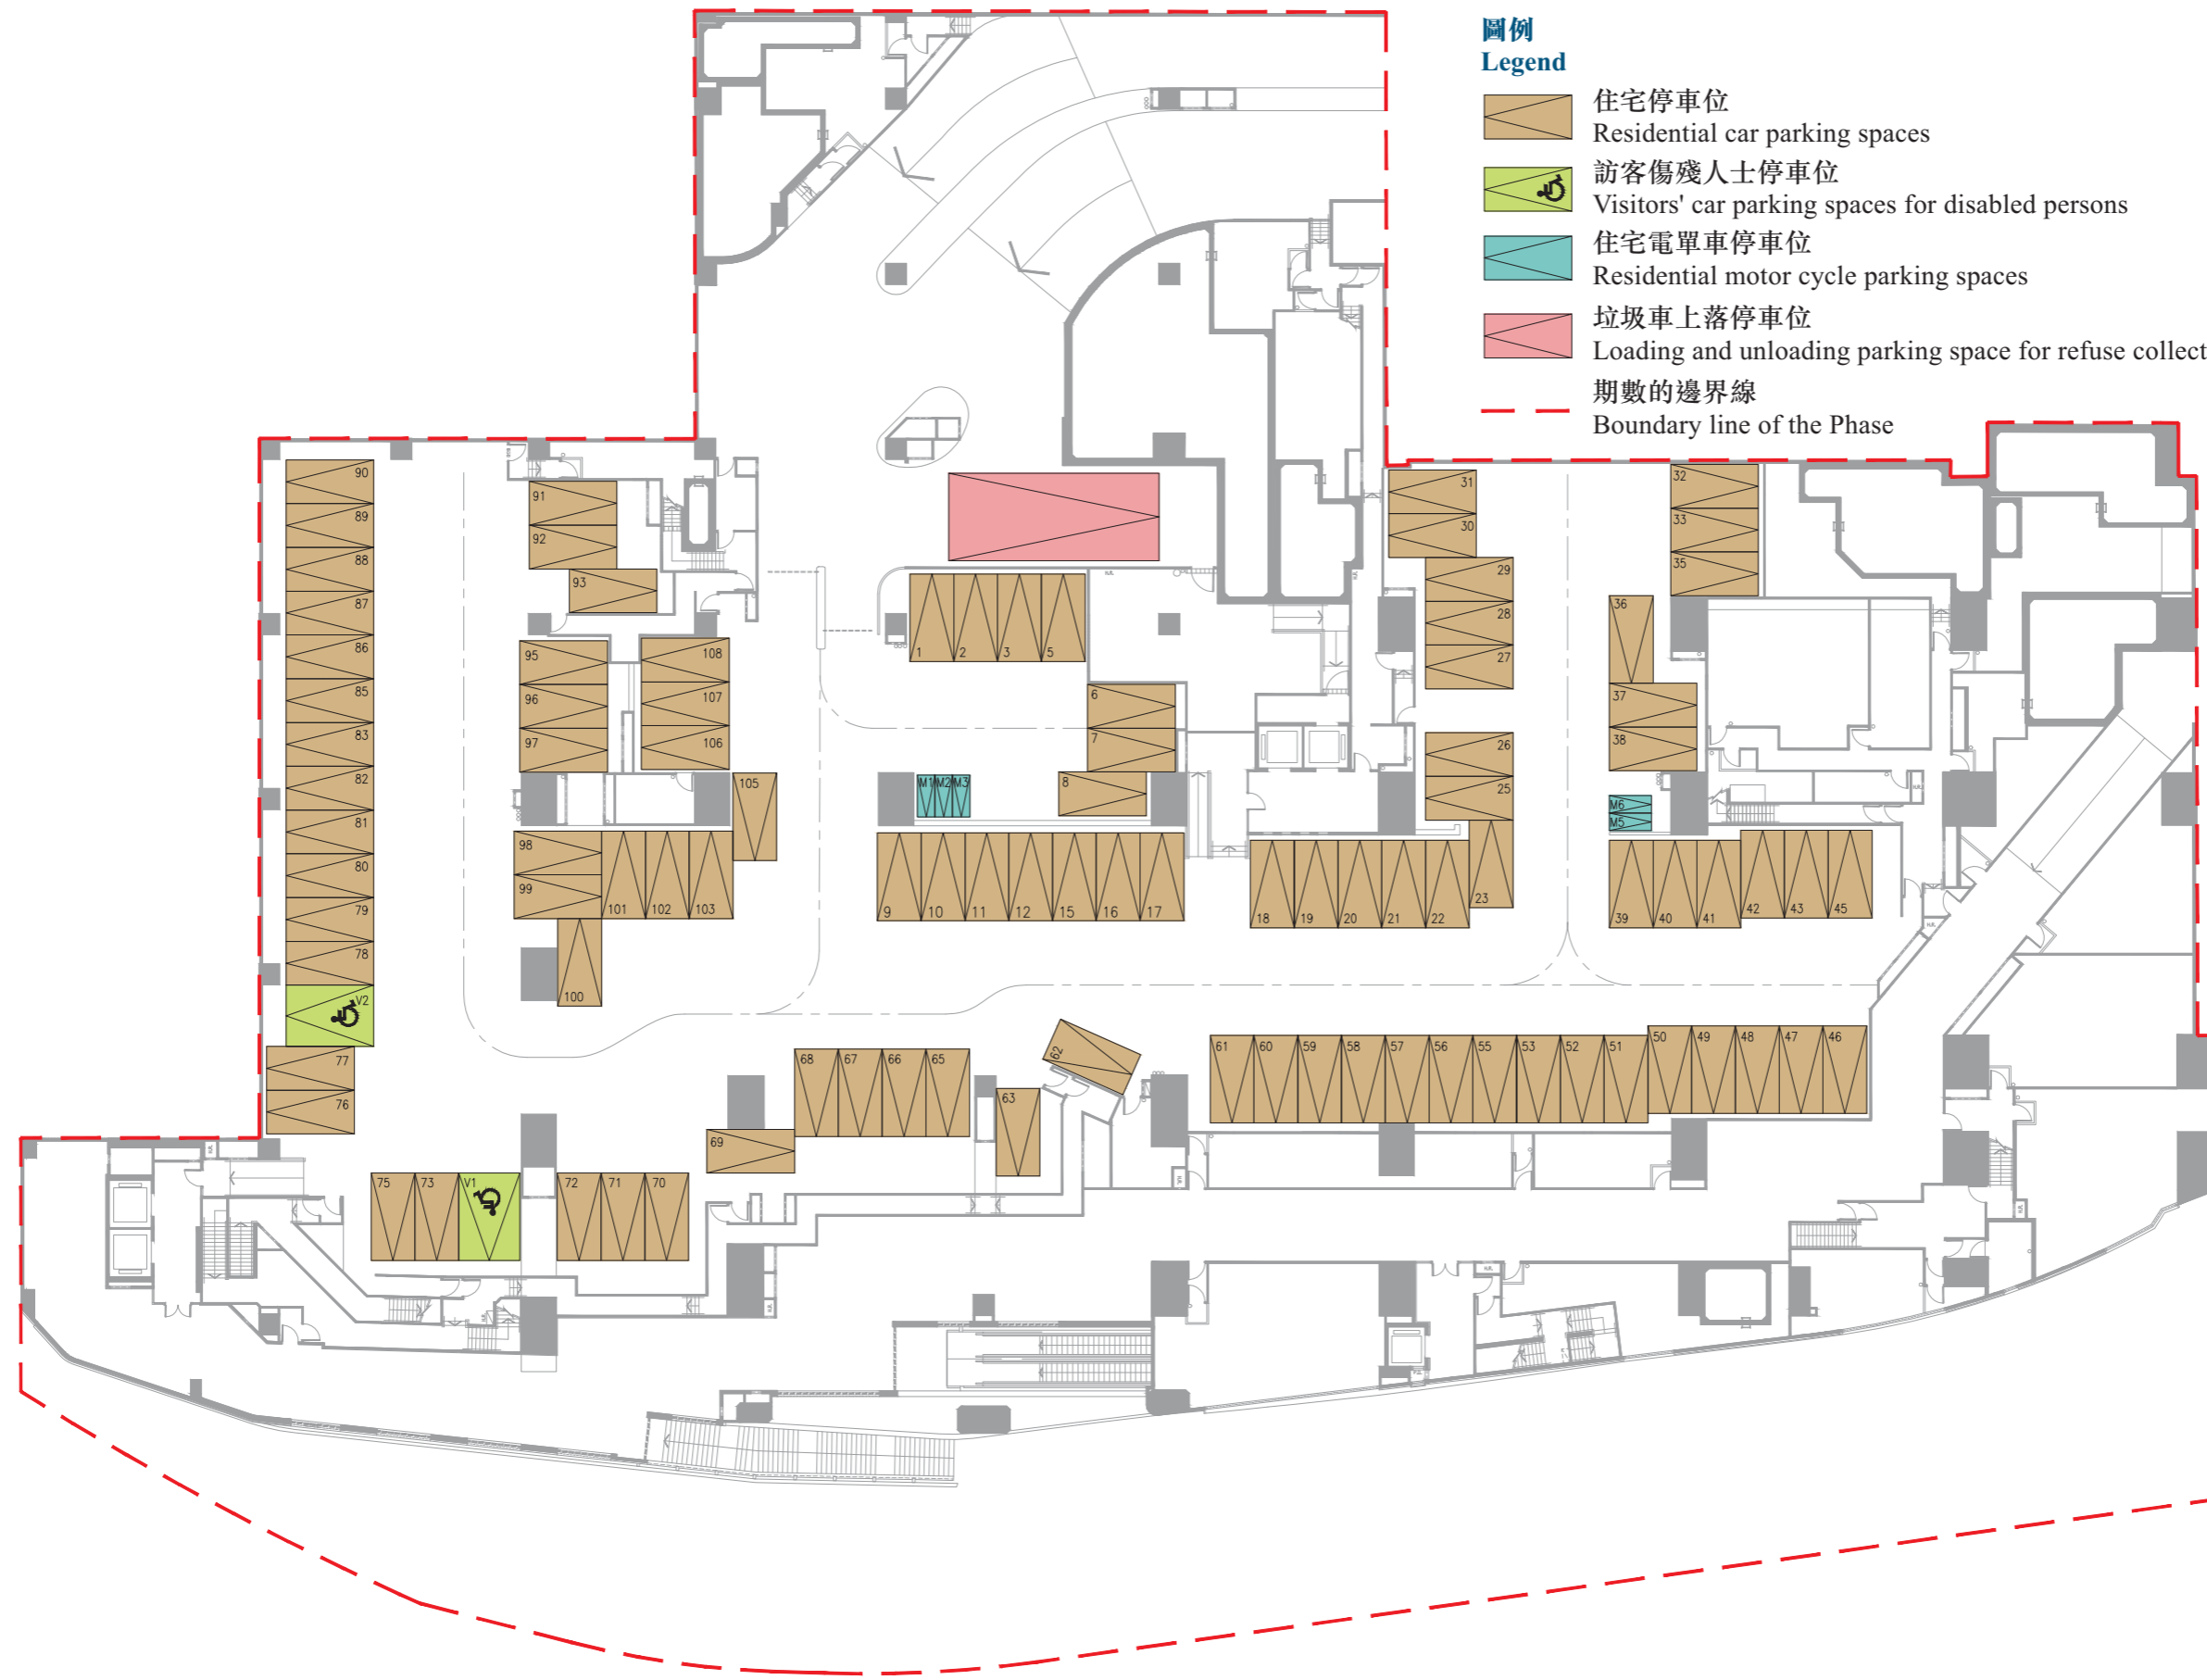 圖例
Legend
住宅停車位
Residential car parking spaces
訪客傷殘人士停車位
Visitors' car parking spaces for disabled persons
住宅電單車停車位
Residential motor cycle parking spaces
垃圾車上落停車位
Loading and unloading parking space for refuse collect
期數的邊界線
Boundary line of the Phase
90
89
88
87
86
85
83
82
81
80
79
78
V2
77
76
91
92
93
95
96
97
108
107
106
105
98
99
101 102 103
100
1 2 3 5
6
7
8
M1 M2 M3
9 10 11 12 15 16 17
31
30
29
28
27
26
25
23
18 19 20 21 22
32
33
35
36
37
38
M6
M5
39 40 41 42 43 45
61 60 59 58 57 56 55 53 52 51 50 49 48 47 46
62
63
68 67 66 65
69
75 73 V1 72 71 70